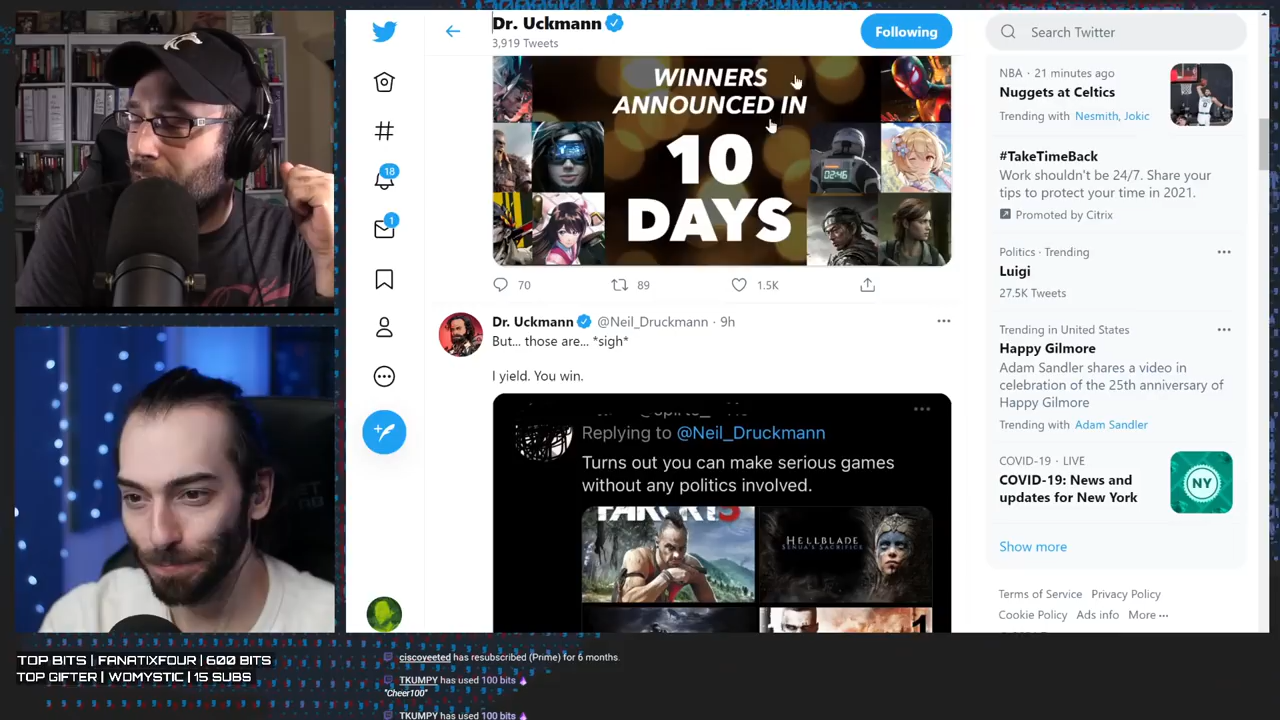 Dr. Uckmann
3,919 Tweets
Following
WINNERS
ANNOUNCED IN
10
DAYS
02:46
70
89
1.5K
Dr. Uckmann @Neil_Druckmann · 9h
But... those are... *sigh*
I yield. You win.
Replying to @Neil_Druckmann
Turns out you can make serious games
without any politics involved.
FARCRY 3
HELLBLADE
SENUA'S SACRIFICE
1
18
1
Search Twitter
NBA · 21 minutes ago
Nuggets at Celtics
Trending with Nesmith, Jokic
#TakeTimeBack
Work shouldn't be 24/7. Share your
tips to protect your time in 2021.
Promoted by Citrix
Politics · Trending
Luigi
27.5K Tweets
Trending in United States
Happy Gilmore
Adam Sandler shares a video in
celebration of the 25th anniversary of
Happy Gilmore
Trending with Adam Sandler
COVID-19 · LIVE
COVID-19: News and
updates for New York
NY
Show more
Terms of Service Privacy Policy
Cookie Policy Ads info More
TOP BITS | FANATIXFOUR | 600 BITS
TOP GIFTER | WDMYSTIC | 15 SUBS
ciscoyeeted has resubscribed (Prime) for 6 months.
TKUMPY has used 100 bits
"Cheer100"
TKUMPY has used 100 bits